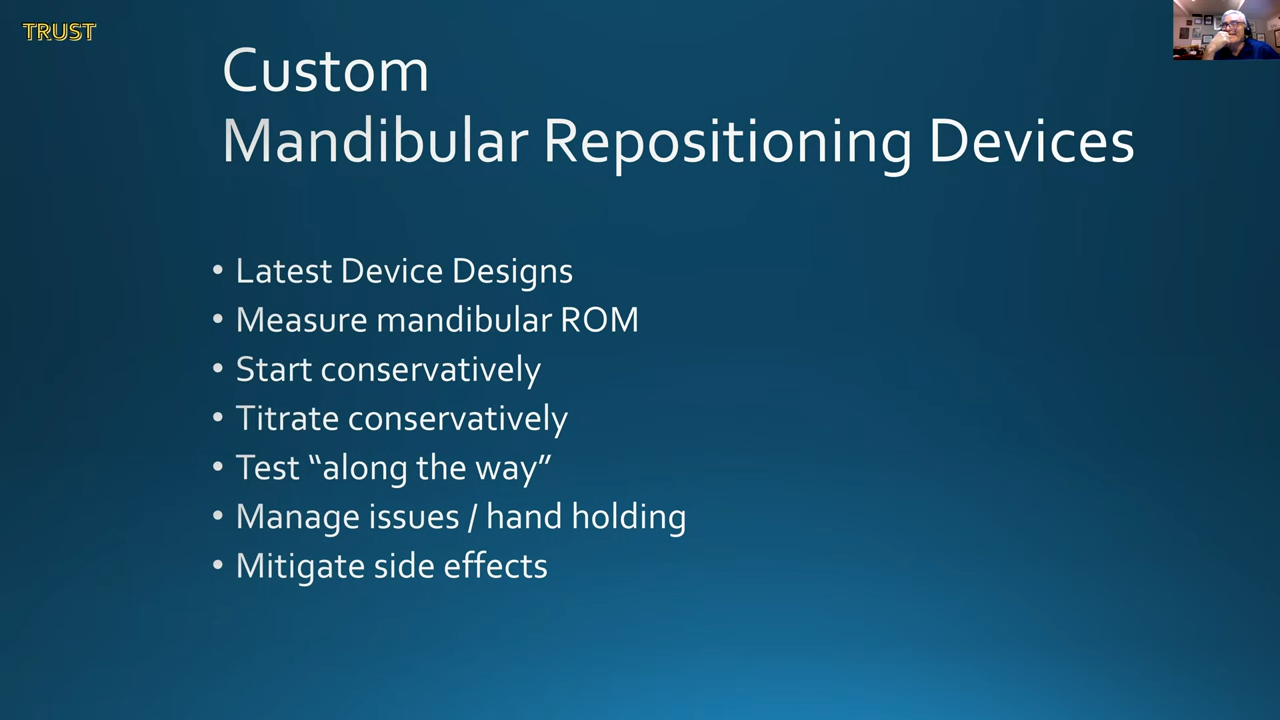 TRUST
Custom
Mandibular Repositioning Devices
• Latest Device Designs
• Measure mandibular ROM
• Start conservatively
• Titrate conservatively
• Test “along the way”
• Manage issues / hand holding
• Mitigate side effects